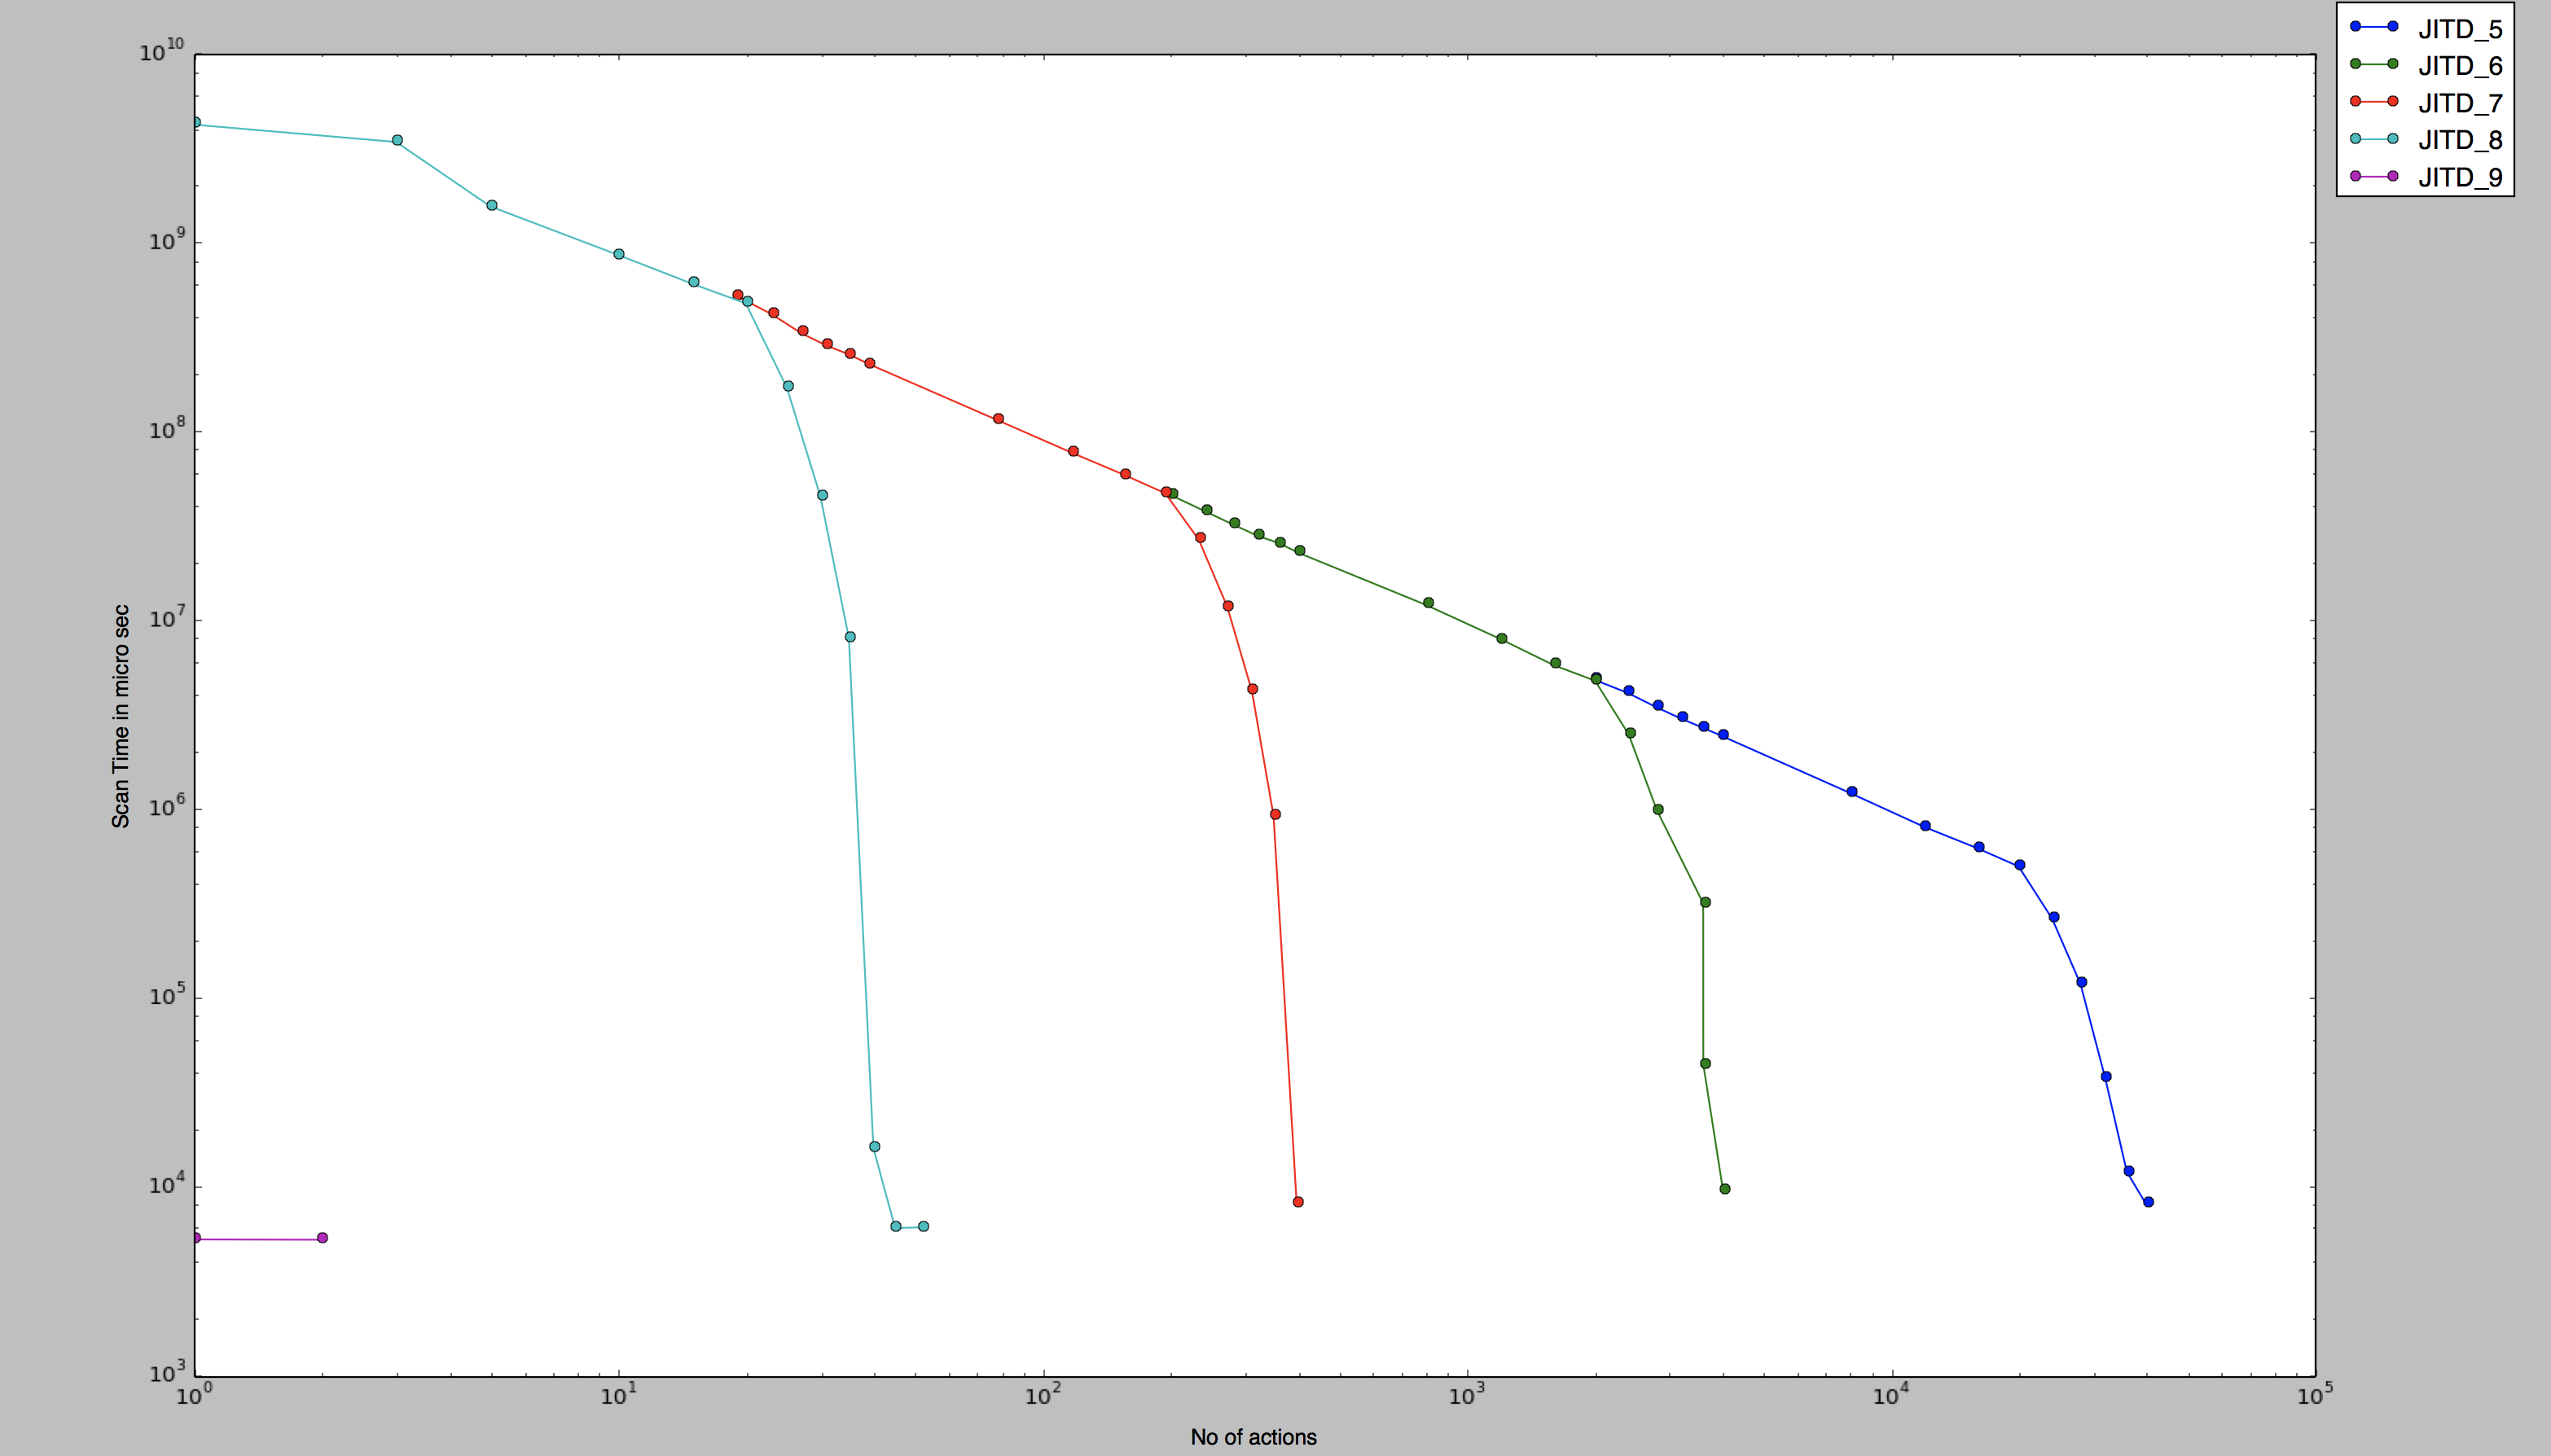 JITD_5
JITD_6
JITD_7
JITD_8
JITD_9
10^10
10^9
10^8
10^7
10^6
10^5
10^4
10^3
Scan Time in micro sec
10^0 10^1 10^2 10^3 10^4 10^5
No of actions